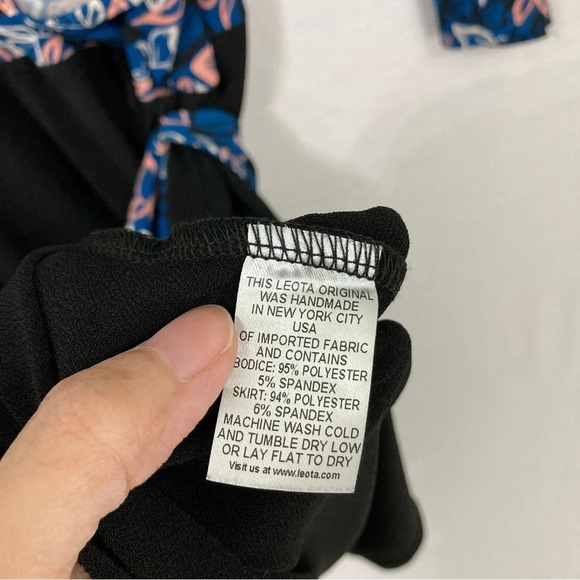 THIS LEOTA ORIGINAL
WAS HANDMADE
IN NEW YORK CITY
USA
OF IMPORTED FABRIC
AND CONTAINS
BODICE: 95% POLYESTER
5% SPANDEX
SKIRT: 94% POLYESTER
6% SPANDEX
MACHINE WASH COLD
AND TUMBLE DRY LOW
OR LAY FLAT TO DRY
Visit us at www.leota.com